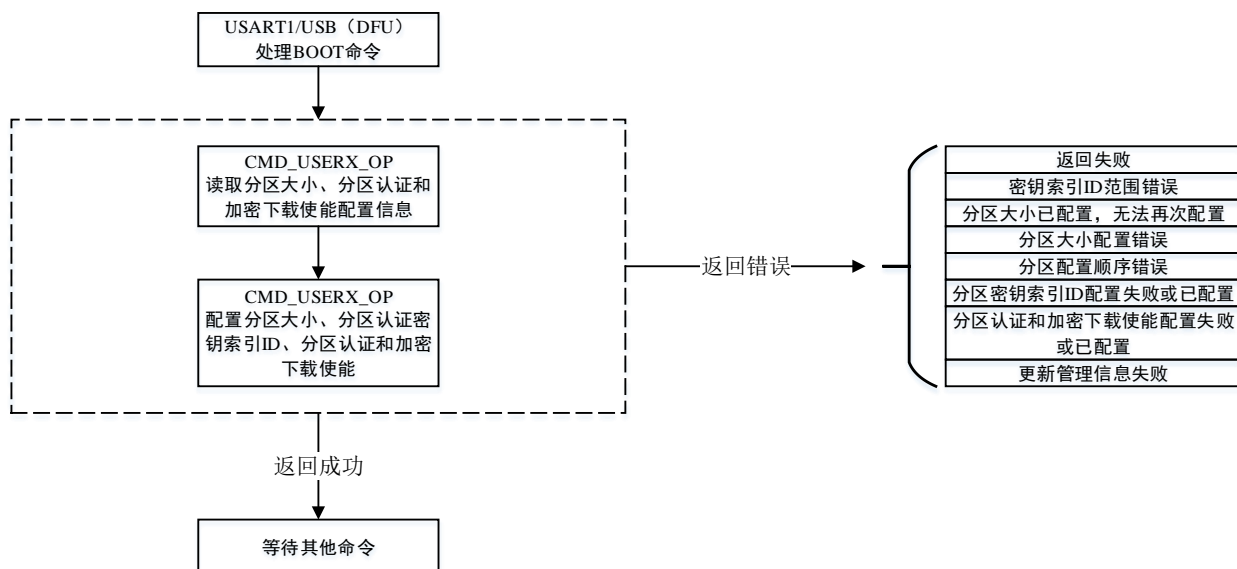 USART1/USB（DFU）
处理BOOT命令
CMD_USERX_OP
读取分区大小、分区认证和
加密下载使能配置信息
CMD_USERX_OP
配置分区大小、分区认证密
钥索引ID、分区认证和加密
下载使能
返回错误
返回失败
密钥索引ID范围错误
分区大小已配置，无法再次配置
分区大小配置错误
分区配置顺序错误
分区密钥索引ID配置失败或已配置
分区认证和加密下载使能配置失败
或已配置
更新管理信息失败
返回成功
等待其他命令